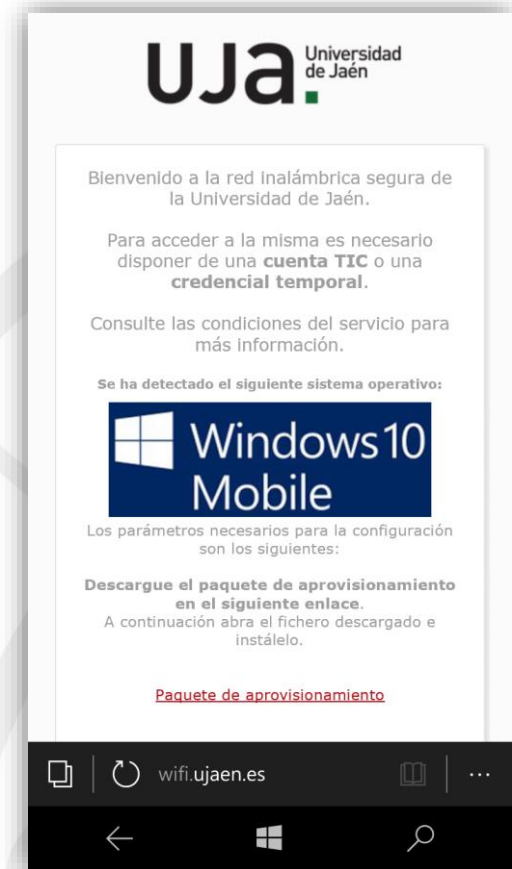 UJa.
Universidad
de Jaén
Bienvenido a la red inalámbrica segura de
la Universidad de Jaén.
Para acceder a la misma es necesario
disponer de una cuenta TIC o una
credencial temporal.
Consulte las condiciones del servicio para
más información.
Se ha detectado el siguiente sistema operativo:
Windows 10
Mobile
Los parámetros necesarios para la configuración
son los siguientes:
Descargue el paquete de aprovisionamiento
en el siguiente enlace.
A continuación abra el fichero descargado e
instálelo.
Paquete de aprovisionamiento
wifi.ujaen.es